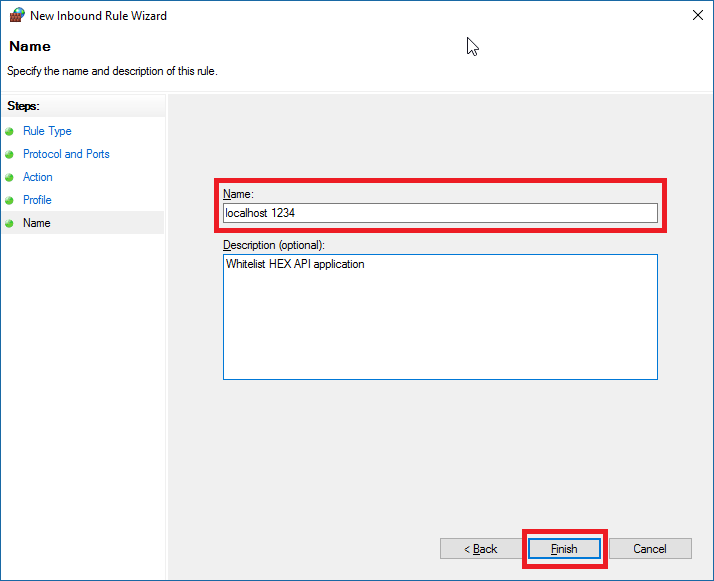 New Inbound Rule Wizard
Name
Specify the name and description of this rule.
Steps:
Rule Type
Protocol and Ports
Action
Profile
Name
Name:
localhost 1234
Description (optional):
Whitelist HEX API application
< Back
Finish
Cancel